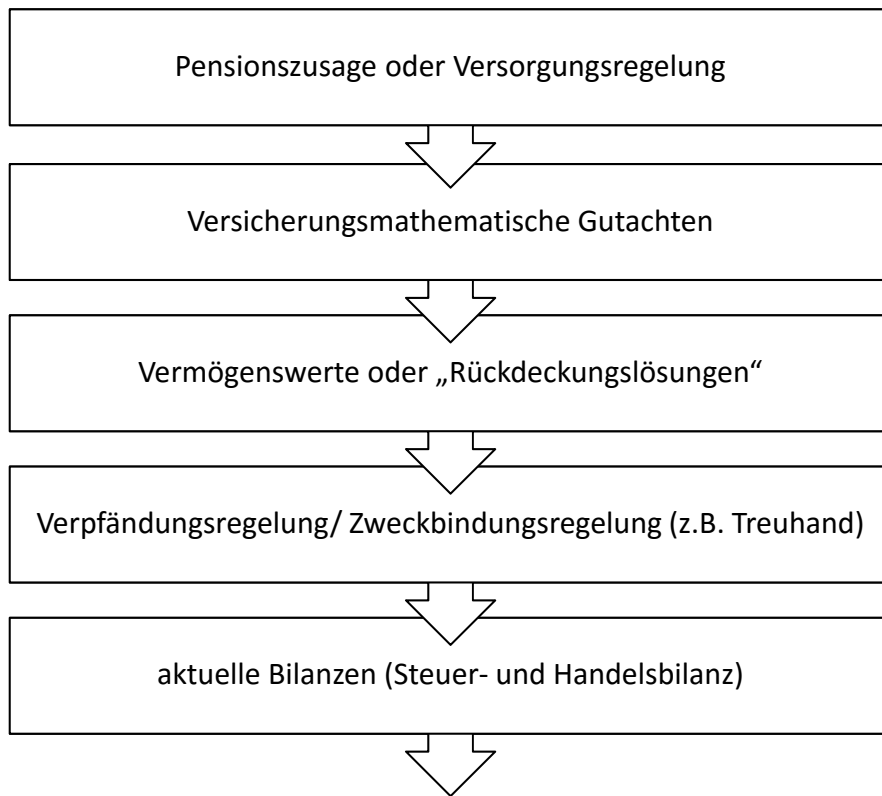 Pensionszusage oder Versorgungsregelung
Versicherungsmathematische Gutachten
Vermögenswerte oder „Rückdeckungslösungen“
Verpfändungsregelung/ Zweckbindungsregelung (z.B. Treuhand)
aktuelle Bilanzen (Steuer- und Handelsbilanz)